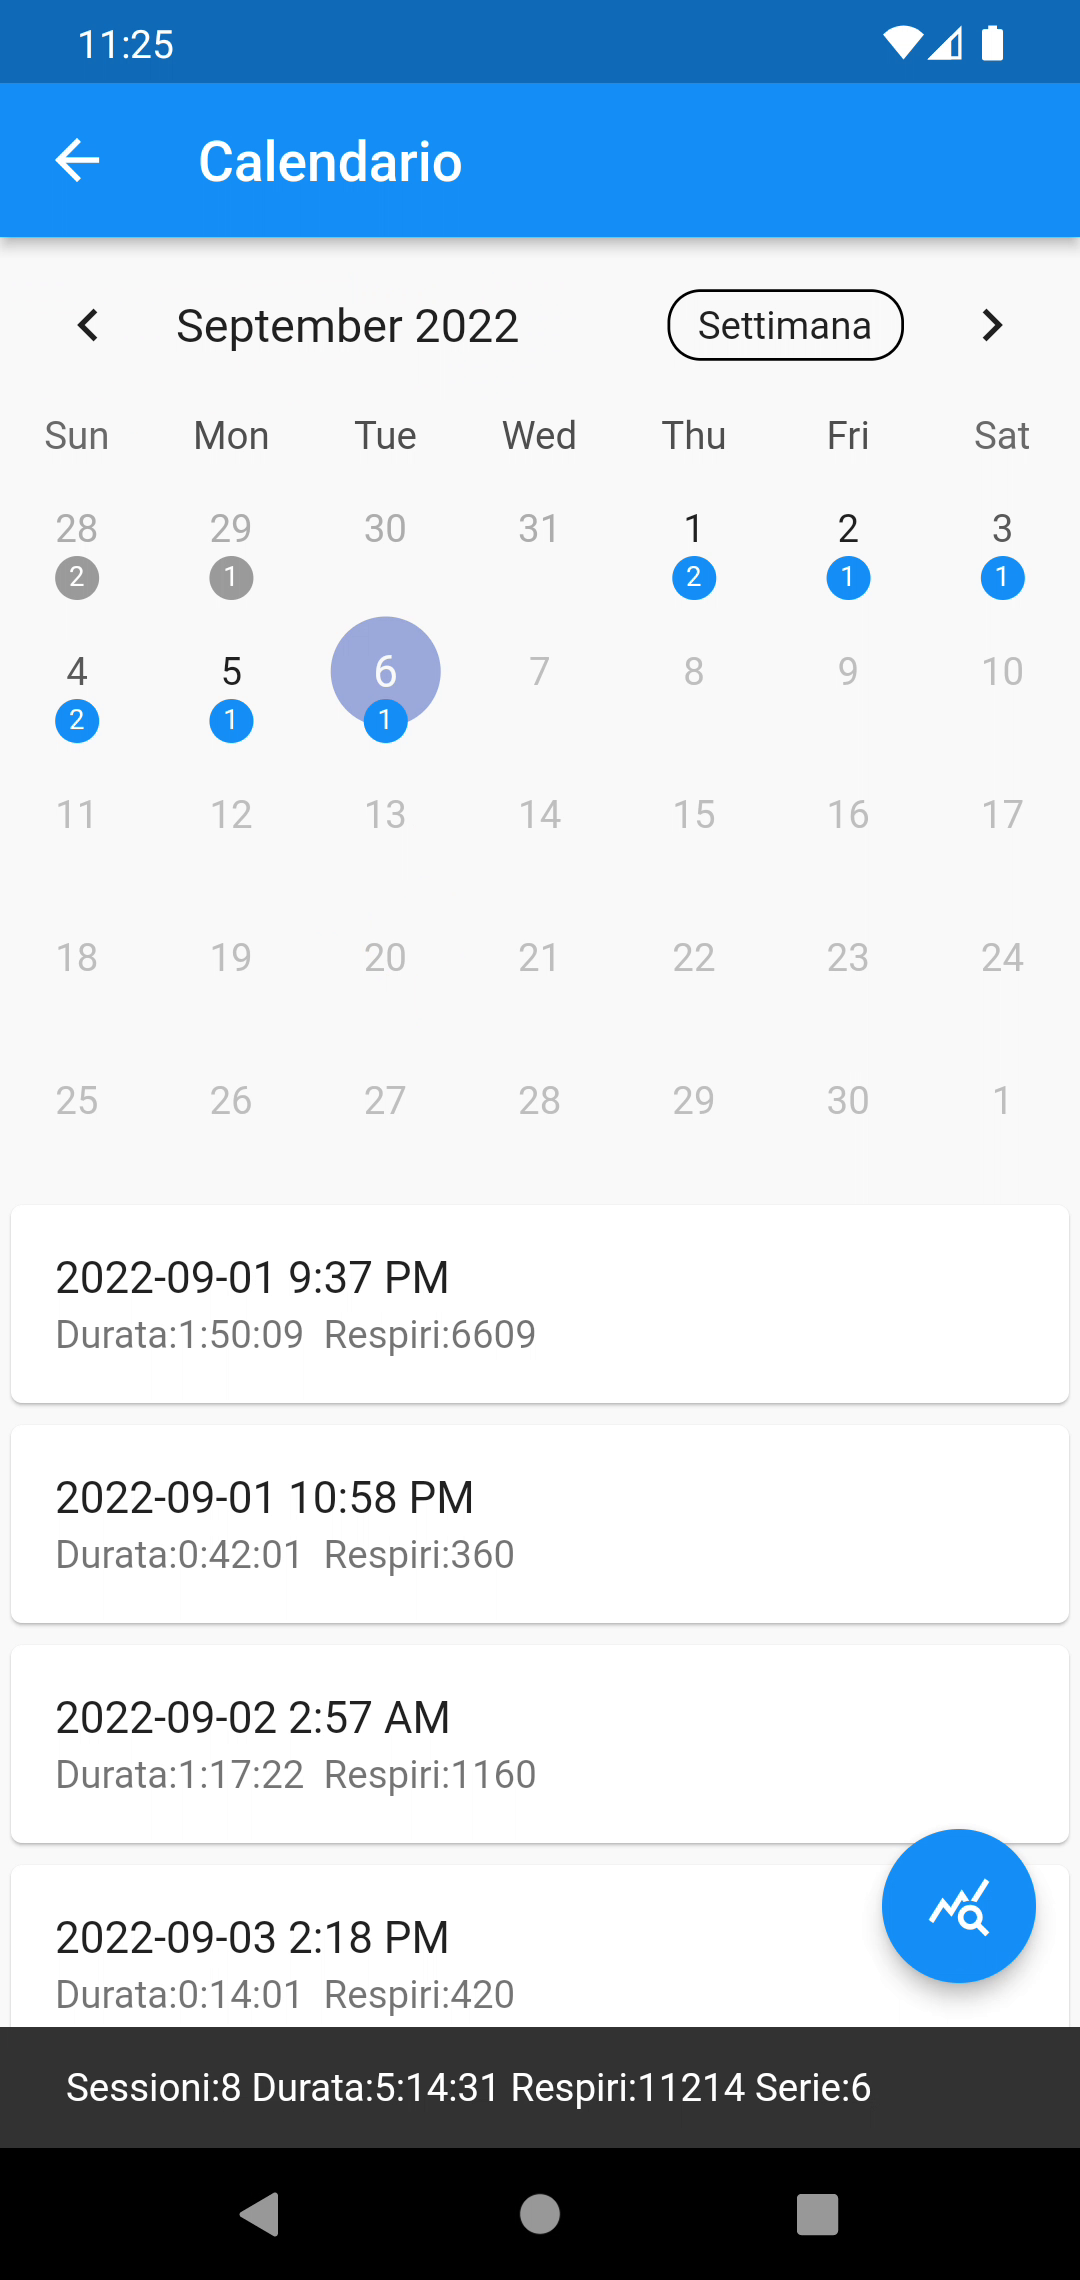 11:25
Calendario
September 2022 Settimana
Sun Mon Tue Wed Thu Fri Sat
28 29 30 31 1 2 3
2 1 2 1 1
4 5 6 7 8 9 10
2 1 1
11 12 13 14 15 16 17
18 19 20 21 22 23 24
25 26 27 28 29 30 1
2022-09-01 9:37 PM
Durata:1:50:09 Respiri:6609
2022-09-01 10:58 PM
Durata:0:42:01 Respiri:360
2022-09-02 2:57 AM
Durata:1:17:22 Respiri:1160
2022-09-03 2:18 PM
Durata:0:14:01 Respiri:420
Sessioni:8 Durata:5:14:31 Respiri:11214 Serie:6